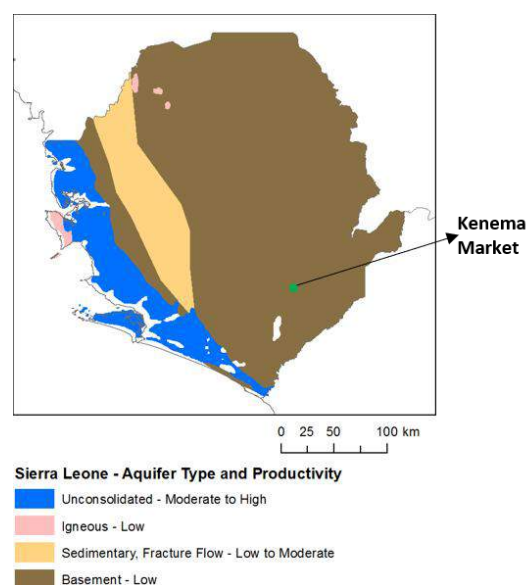 Kenema
Market
0 25 50 100 km
Sierra Leone - Aquifer Type and Productivity
Unconsolidated - Moderate to High
Igneous - Low
Sedimentary, Fracture Flow - Low to Moderate
Basement - Low